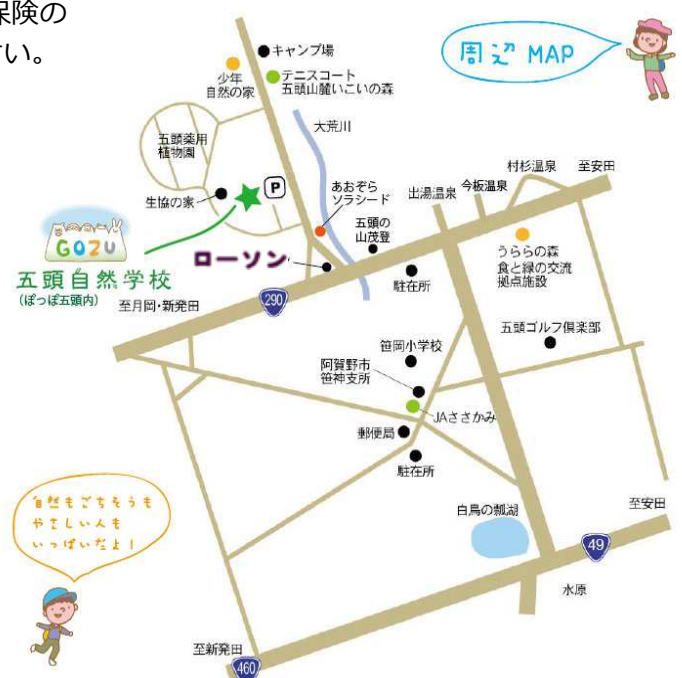 保険の
い。
周辺 MAP
キャンプ場
少年
自然の家
テニスコート
五頭山麓いこいの森
大荒川
五頭薬用
植物園
P
生協の家
あおぞら
ソラシード
五頭の
山茂登
出湯温泉
今板温泉
村杉温泉
至安田
GOZU
五頭自然学校
(ぽっぽ五頭内)
ローソン
うららの森
食と緑の交流
拠点施設
駐在所
至月岡・新発田
290
五頭ゴルフ倶楽部
笹岡小学校
阿賀野市
笹神支所
JAささかみ
郵便局
駐在所
自然もごちそうも
やさしい人も
いっぱいだよ！
白鳥の瓢湖
至安田
49
水原
至新発田
460